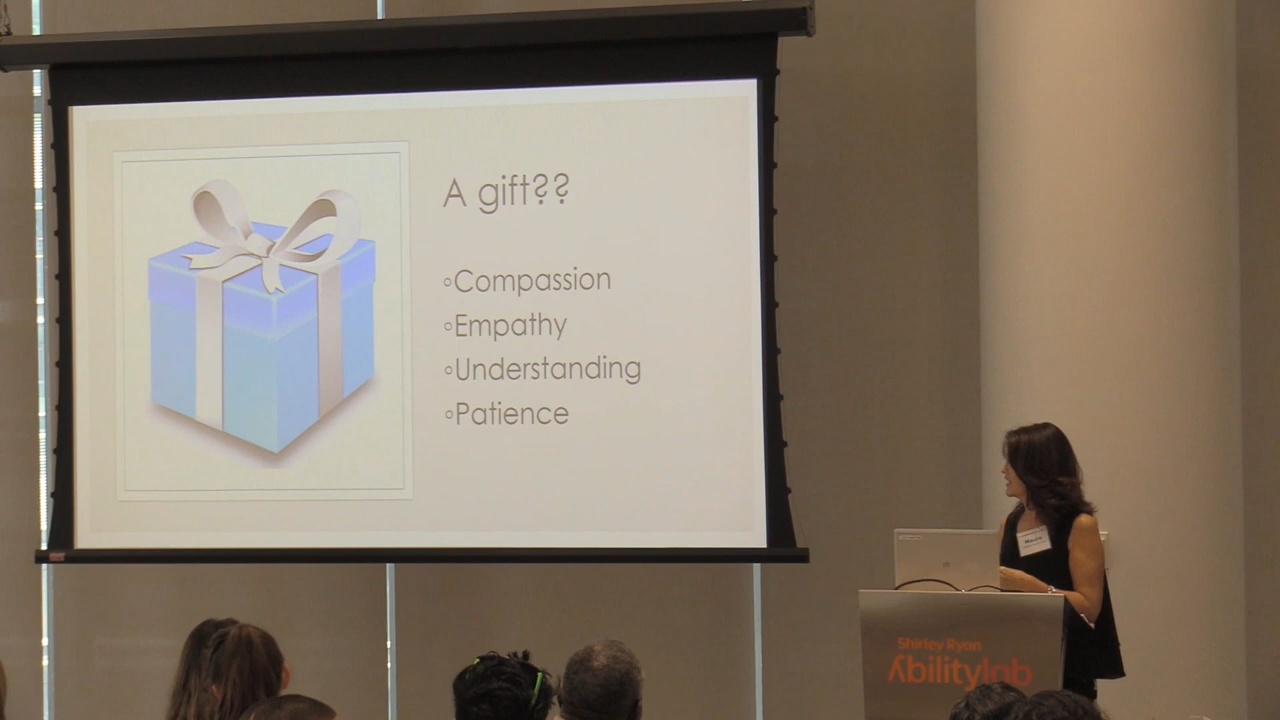 A gift??
◦Compassion
◦Empathy
◦Understanding
◦Patience
Shirley Ryan
Abilitylab